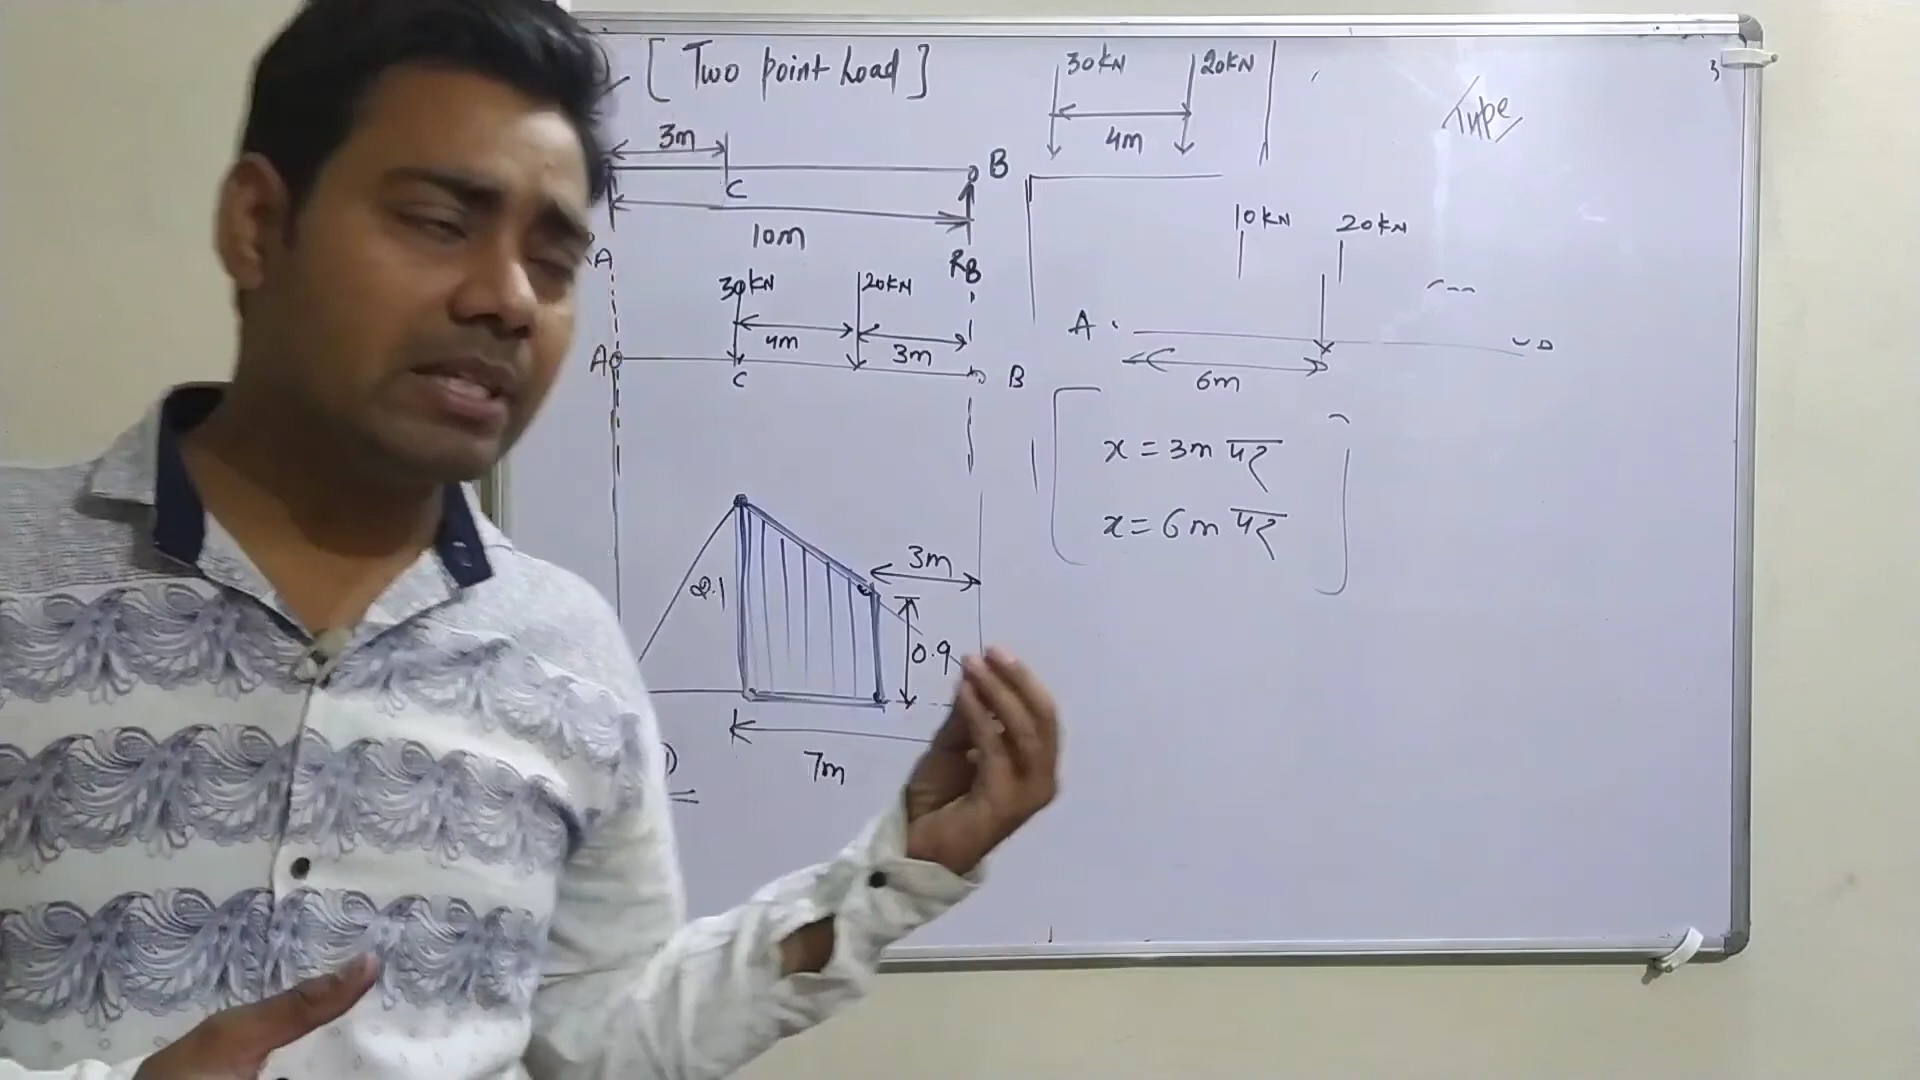 [ Two point Load ]
3m
C
B
10m
RA
RB
30kN
20kN
4m
3m
A
C
B
2.1
3m
0.9
7m
30kN
20kN
4m
Type
10kN
20kN
A
6m
x = 3m पर
x = 6m पर